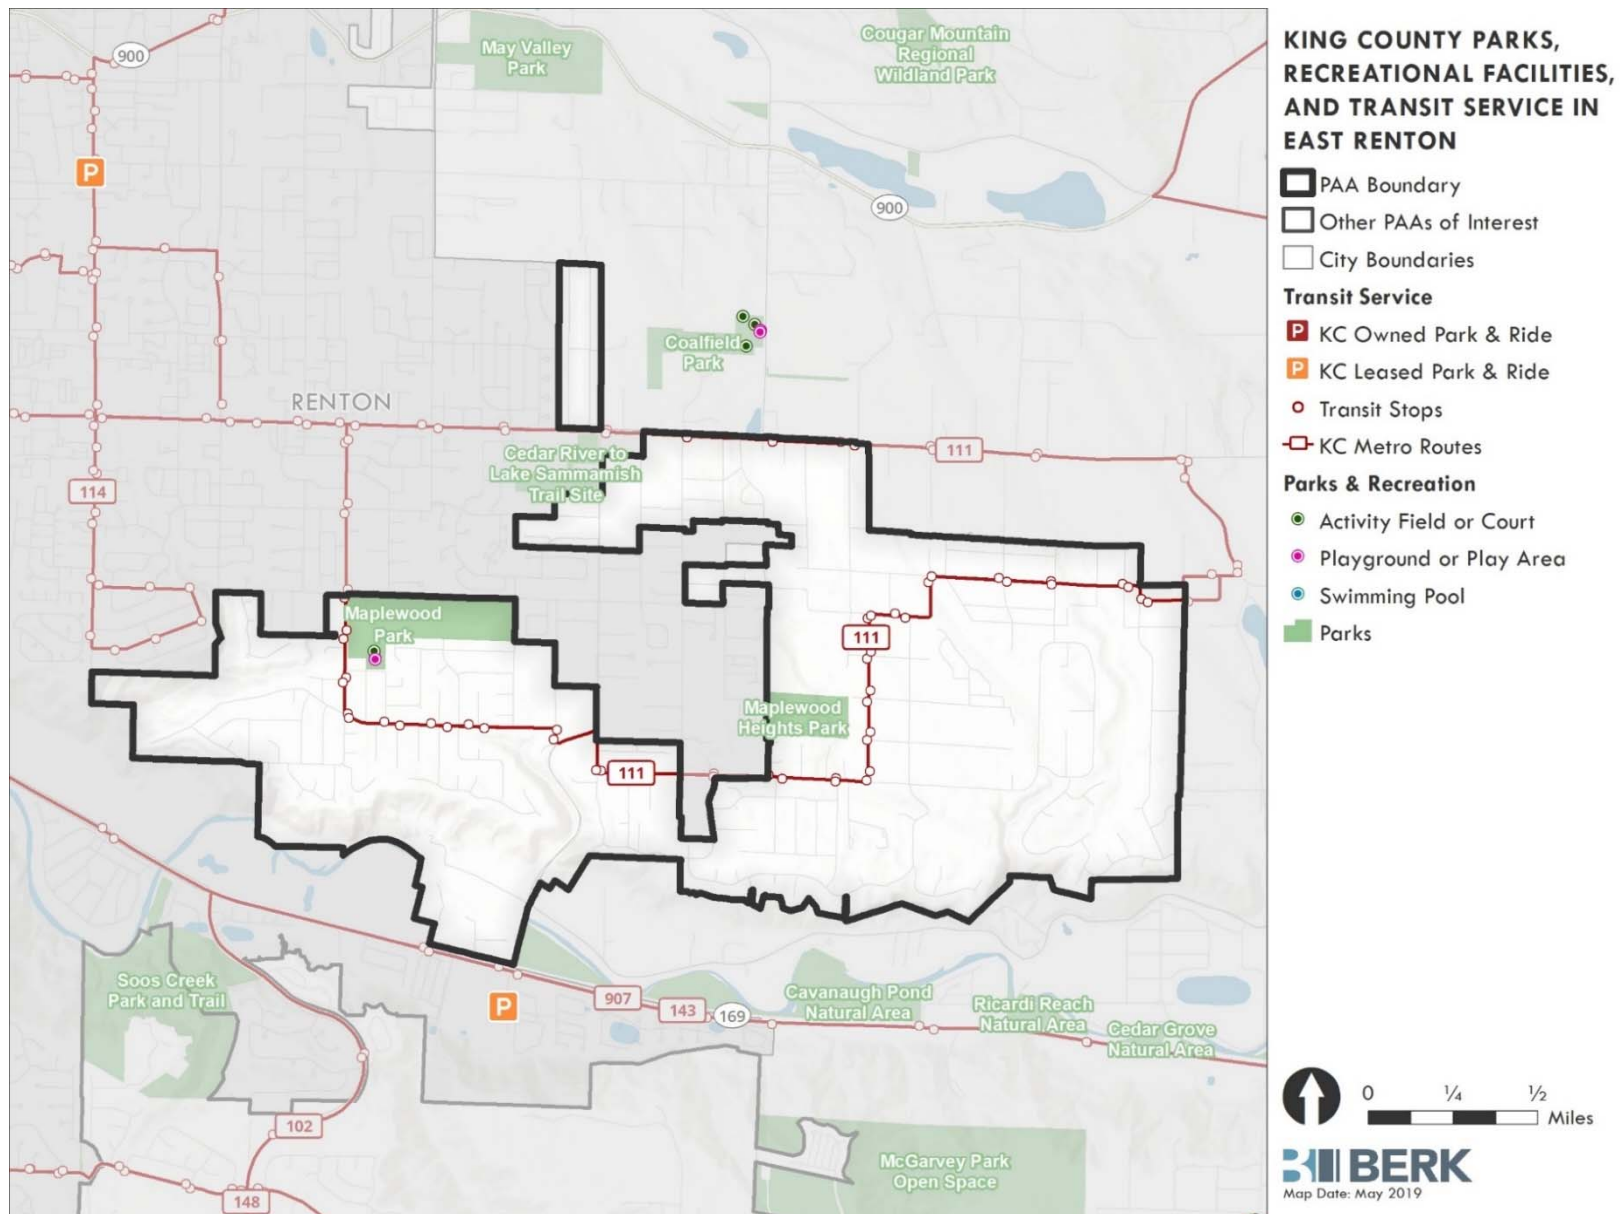 900
May Valley
Park
Cougar Mountain
Regional
Wildland Park
P
900
Coalfield
Park
RENTON
Cedar River to
Lake Sammamish
Trail Site
111
114
Maplewood
Park
111
Maplewood
Heights Park
111
Soos Creek
Park and Trail
P
907
143
169
Cavanaugh Pond
Natural Area
Ricardi Reach
Natural Area
Cedar Grove
Natural Area
102
148
McGarvey Park
Open Space
KING COUNTY PARKS,
RECREATIONAL FACILITIES,
AND TRANSIT SERVICE IN
EAST RENTON
PAA Boundary
Other PAAs of Interest
City Boundaries
Transit Service
P KC Owned Park & Ride
P KC Leased Park & Ride
Transit Stops
KC Metro Routes
Parks & Recreation
Activity Field or Court
Playground or Play Area
Swimming Pool
Parks
0 ¼ ½
Miles
BERK
Map Date: May 2019